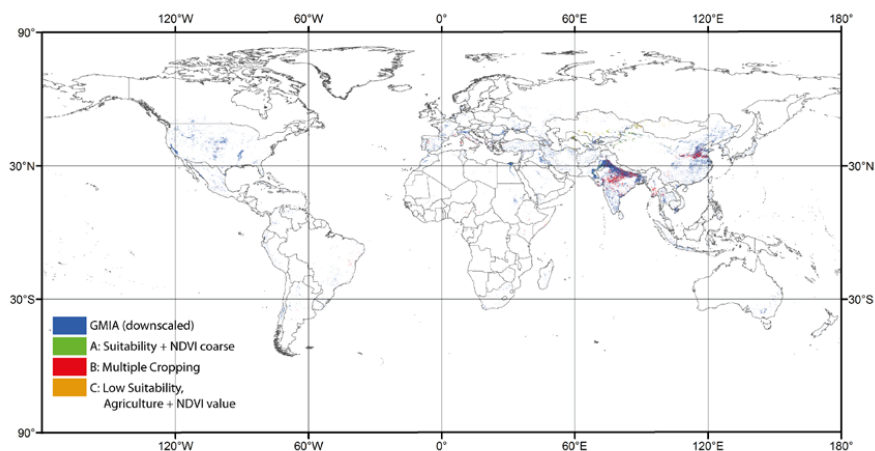 120°W 60°W 0° 60°E 120°E 180°
90° 90°
30°N 30°N
30°S 30°S
GMIA (downscaled)
A: Suitability + NDVI coarse
B: Multiple Cropping
C: Low Suitability,
Agriculture + NDVI value
90° 90°
120°W 60°W 0° 60°E 120°E 180°